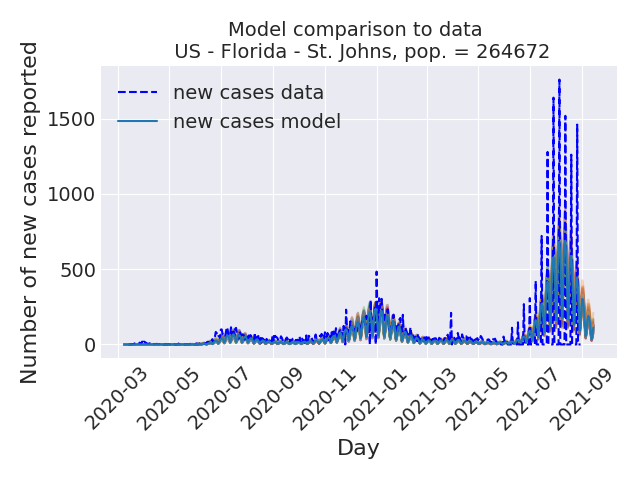 Model comparison to data
US - Florida - St. Johns, pop. = 264672
new cases data
new cases model
Number of new cases reported
1500
1000
500
0
2020-03
2020-05
2020-07
2020-09
2020-11
2021-01
2021-03
2021-05
2021-07
2021-09
Day